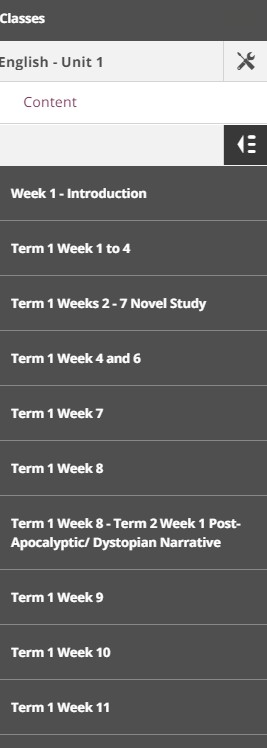 Classes
English - Unit 1
Content
Week 1 - Introduction
Term 1 Week 1 to 4
Term 1 Weeks 2 - 7 Novel Study
Term 1 Week 4 and 6
Term 1 Week 7
Term 1 Week 8
Term 1 Week 8 - Term 2 Week 1 Post-
Apocalyptic/ Dystopian Narrative
Term 1 Week 9
Term 1 Week 10
Term 1 Week 11